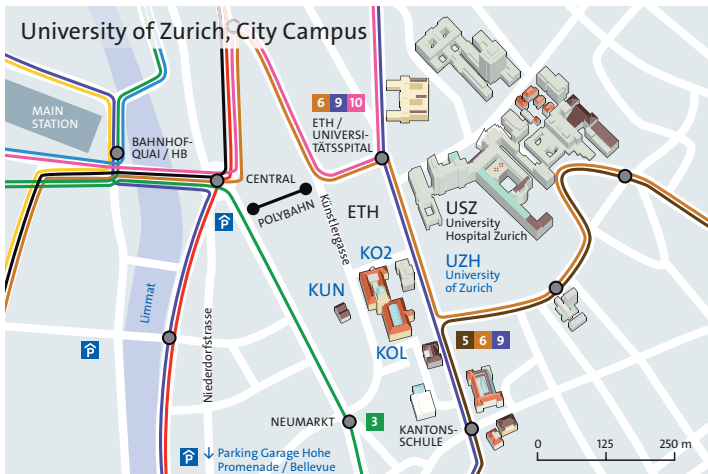 University of Zurich, City Campus
MAIN
STATION
BAHNHOF-
QUAI / HB
6 9 10
ETH /
UNIVERSI-
TÄTSSPITAL
CENTRAL
POLYBAHN
P
Künstlergasse
ETH
USZ
University
Hospital Zurich
UZH
University
of Zurich
KO2
KUN
KOL
Limmat
Niederdorfstrasse
P
5 6 9
NEUMARKT
3
KANTONS-
SCHULE
P ↓ Parking Garage Hohe
Promenade / Bellevue
0 125 250 m